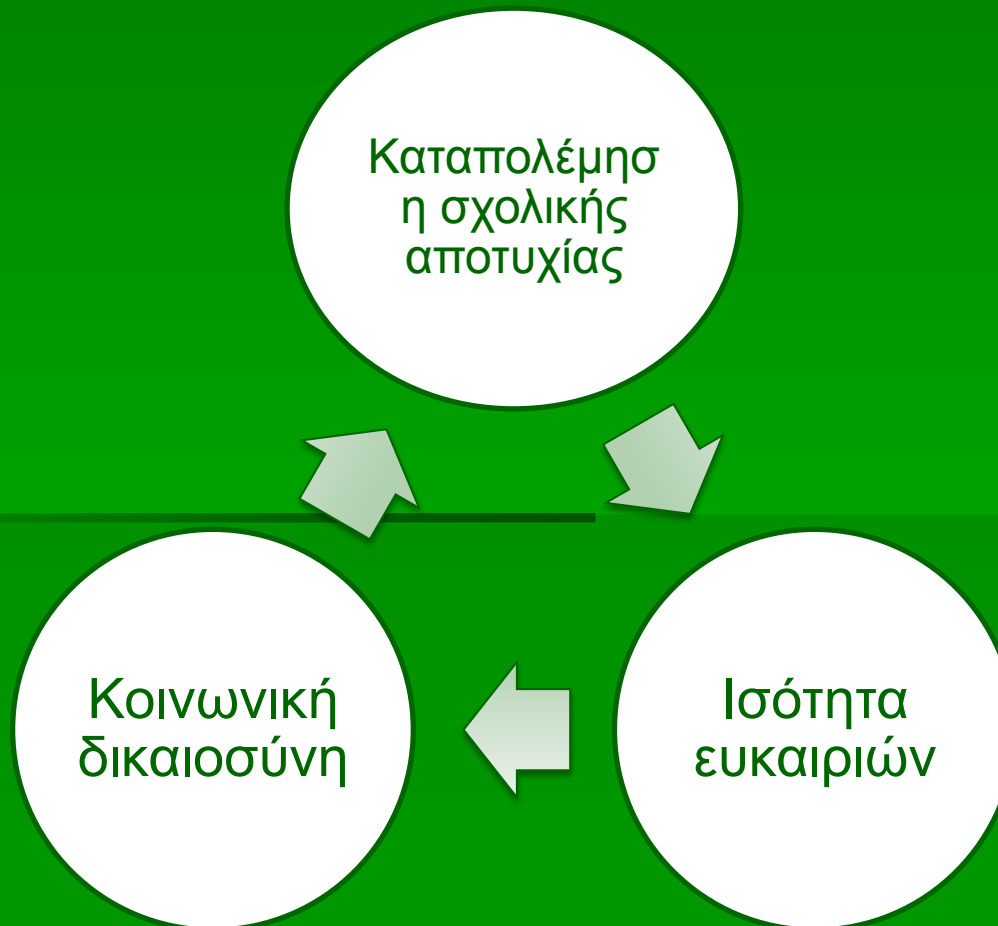 Καταπολέμησ
η σχολικής
αποτυχίας
Κοινωνική
δικαιοσύνη
Ισότητα
ευκαιριών